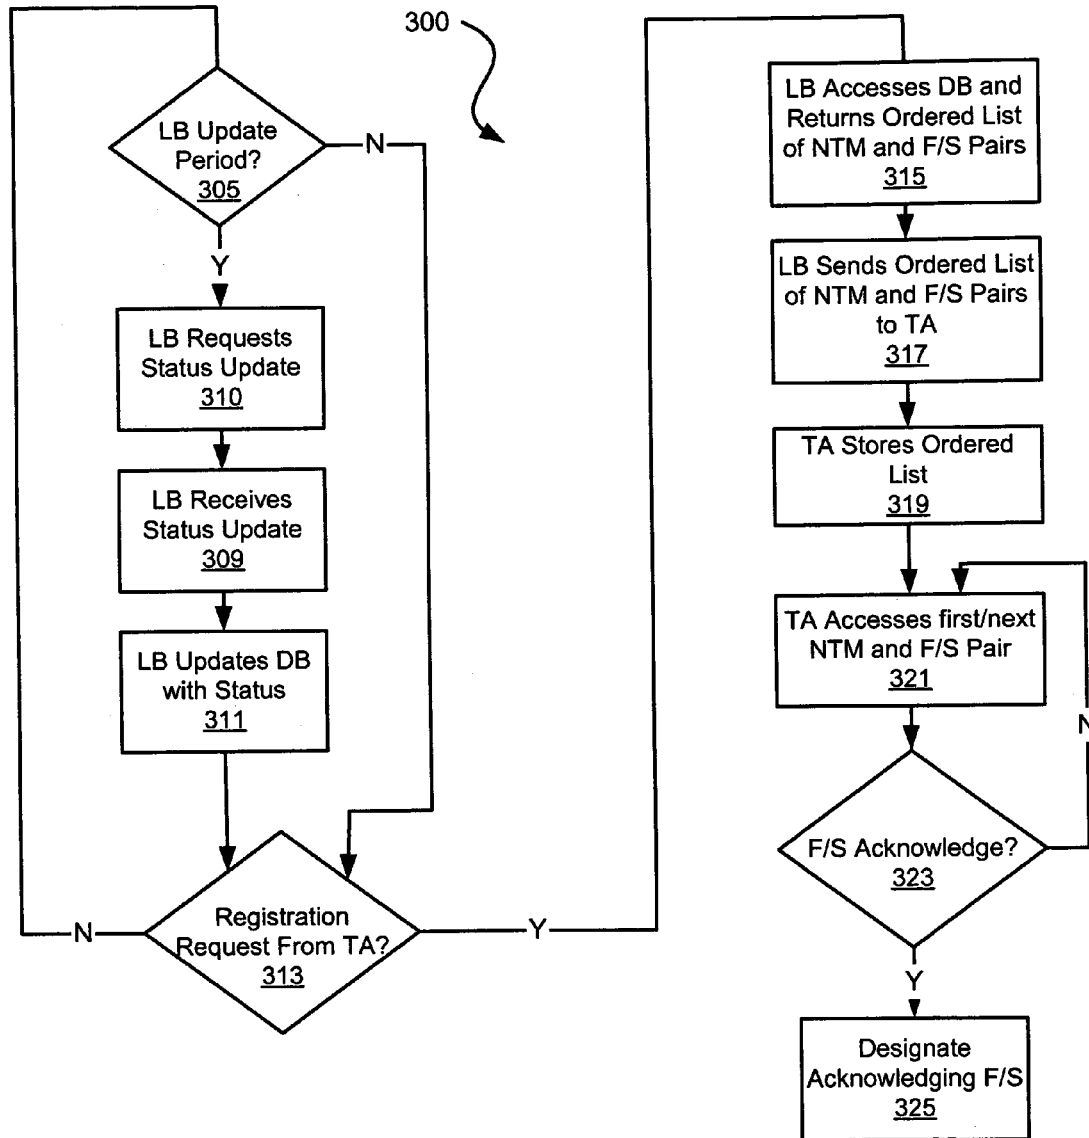 300
LB Update
Period?
305
N
Y
LB Requests
Status Update
310
LB Receives
Status Update
309
LB Updates DB
with Status
311
Registration
Request From TA?
313
N
Y
LB Accesses DB and
Returns Ordered List
of NTM and F/S Pairs
315
LB Sends Ordered List
of NTM and F/S Pairs
to TA
317
TA Stores Ordered
List
319
TA Accesses first/next
NTM and F/S Pair
321
N
F/S Acknowledge?
323
Y
Designate
Acknowledging F/S
325